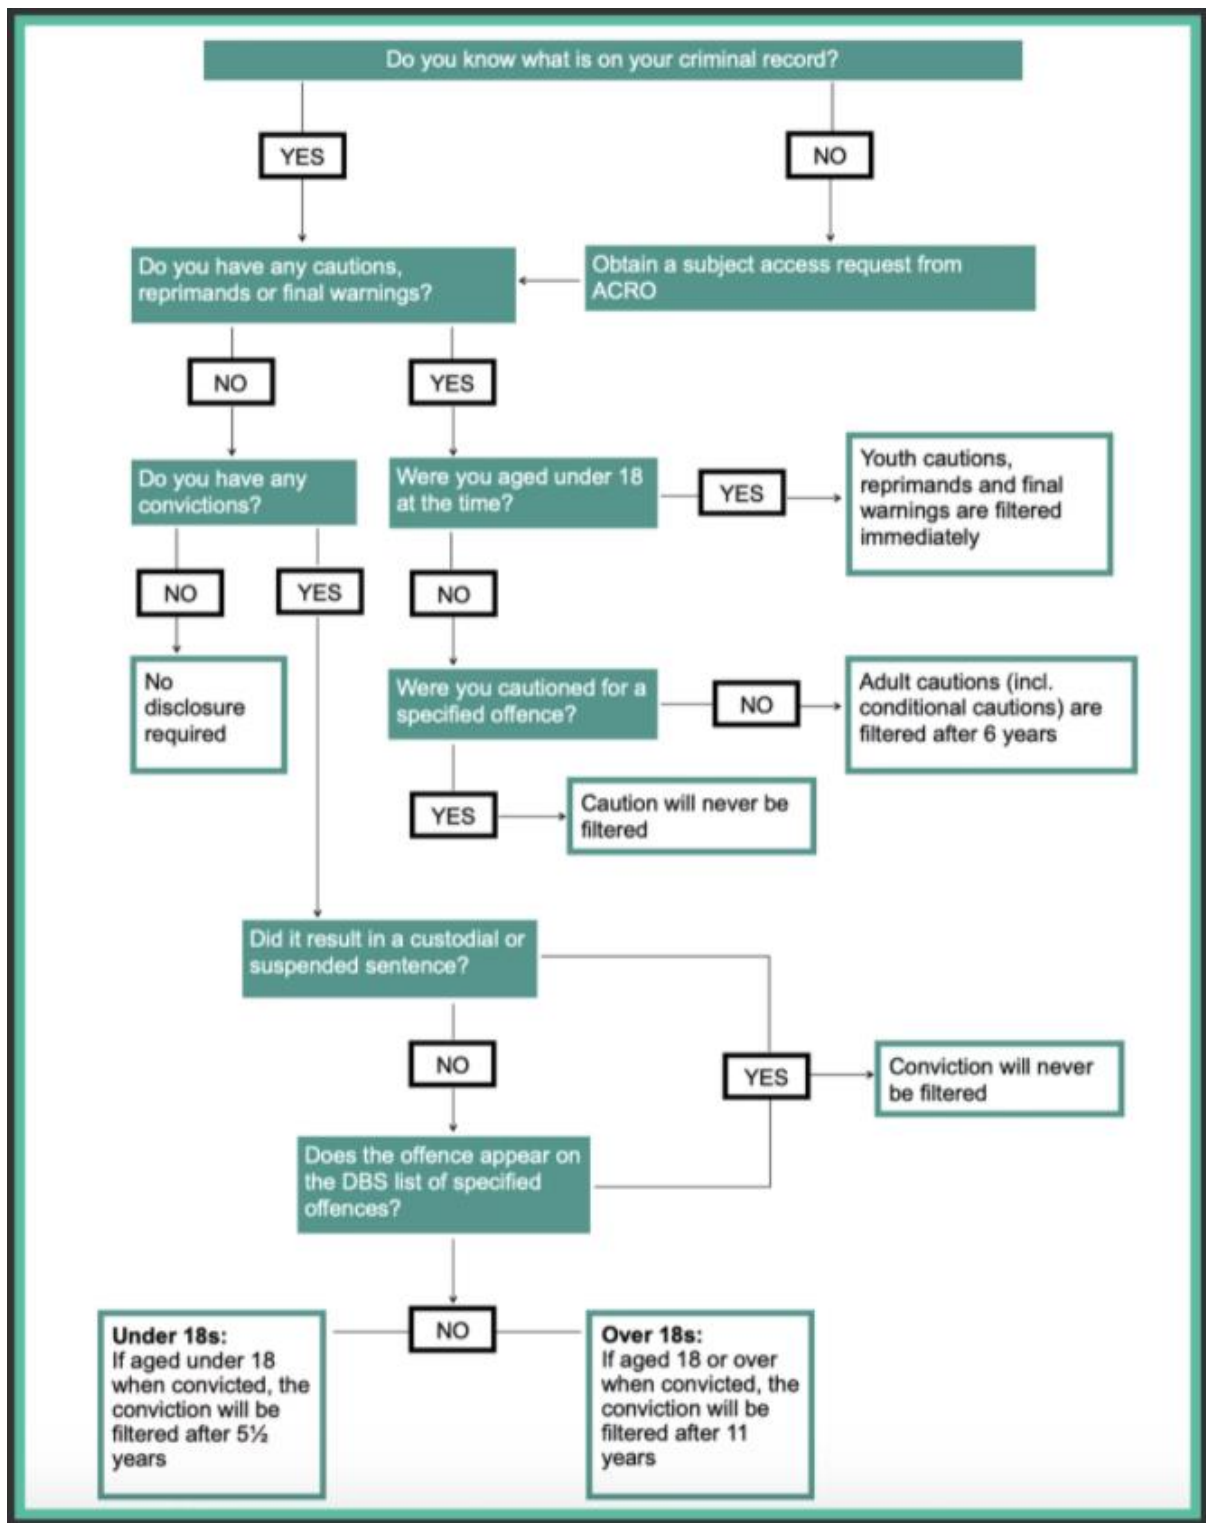 Do you know what is on your criminal record?
YES
NO
Do you have any cautions,
reprimands or final warnings?
Obtain a subject access request from
ACRO
NO
YES
Do you have any
convictions?
Were you aged under 18
at the time?
YES
Youth cautions,
reprimands and final
warnings are filtered
immediately
NO
YES
NO
No
disclosure
required
Were you cautioned for a
specified offence?
NO
Adult cautions (incl.
conditional cautions) are
filtered after 6 years
YES
Caution will never be
filtered
Did it result in a custodial or
suspended sentence?
NO
YES
Conviction will never
be filtered
Does the offence appear on
the DBS list of specified
offences?
NO
Under 18s:
If aged under 18
when convicted, the
conviction will be
filtered after 5½
years
Over 18s:
If aged 18 or over
when convicted, the
conviction will be
filtered after 11
years